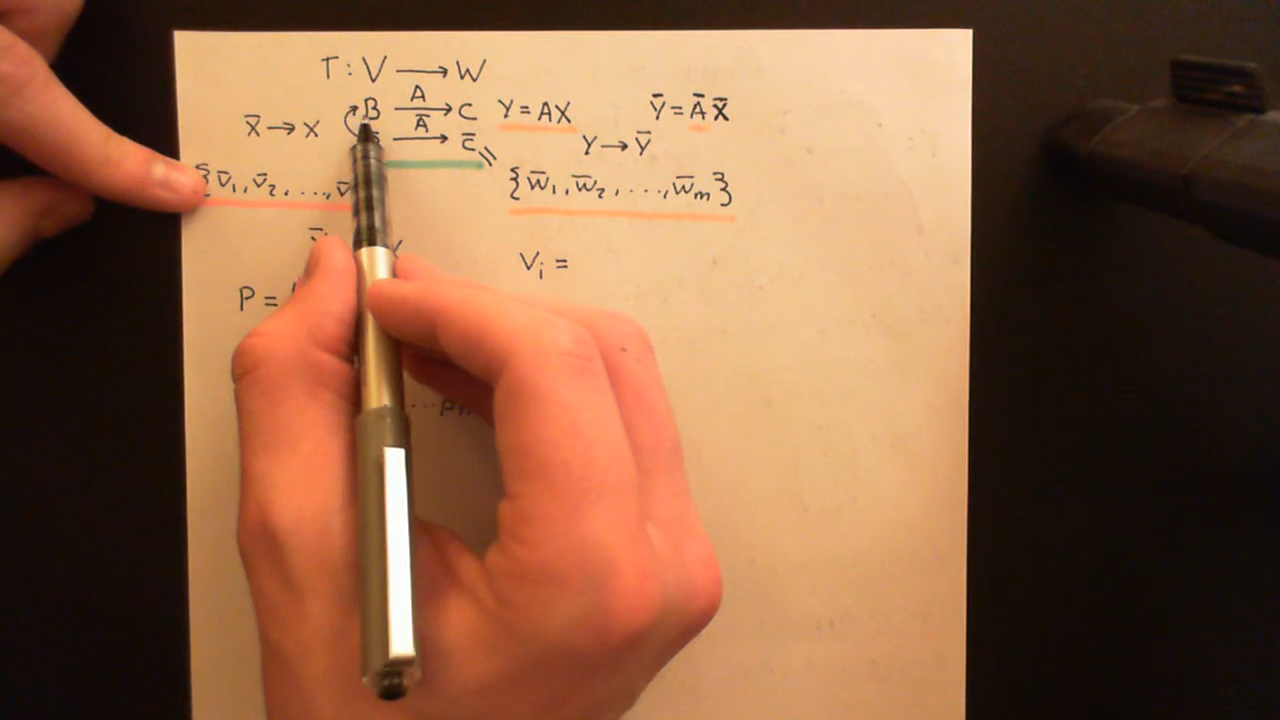 T : V → W
B A→ C Y = AX Ȳ = ĀX̄
X̄ → X Ā→ C̄ Y → Ȳ
{v̄₁, v̄₂, ..., v̄ {w̄₁, w̄₂, ..., w̄ₘ}
vᵢ =
P =
...p